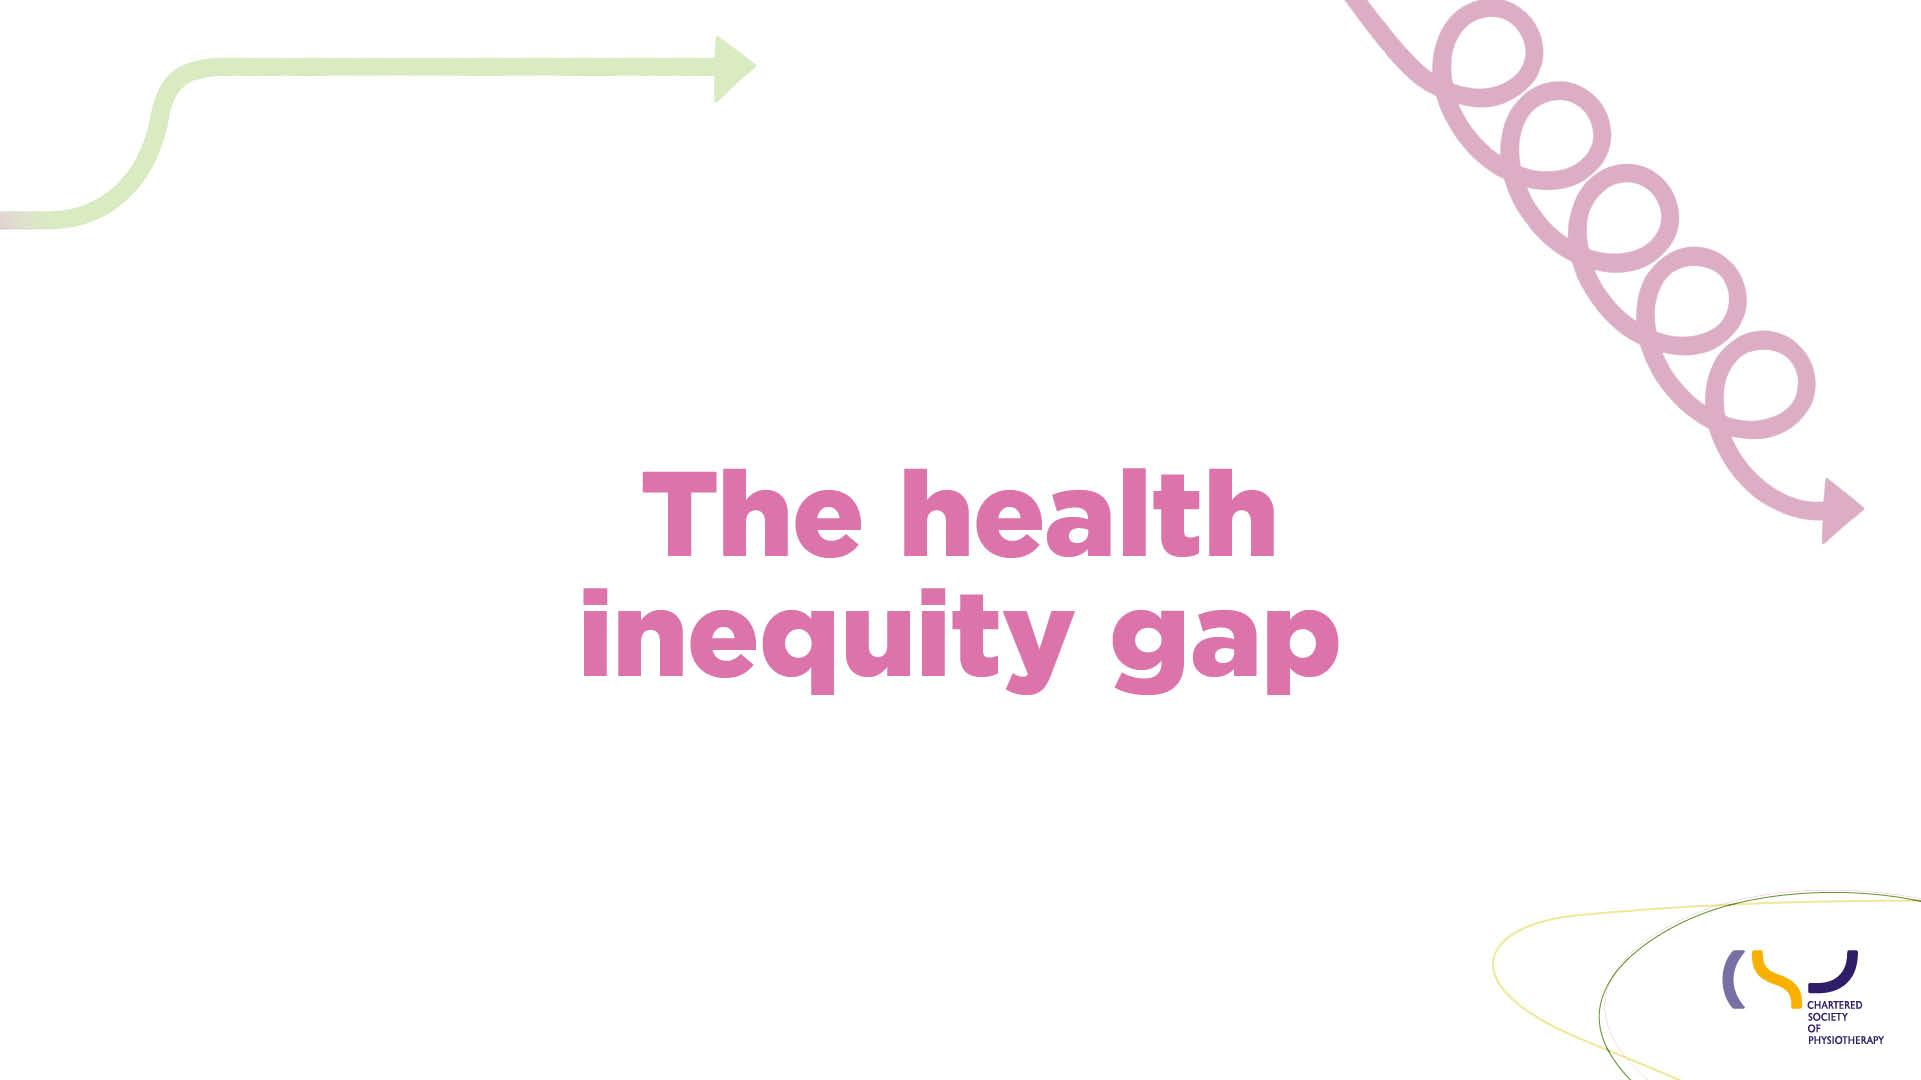 The health
inequity gap
CHARTERED
SOCIETY
OF
PHYSIOTHERAPY